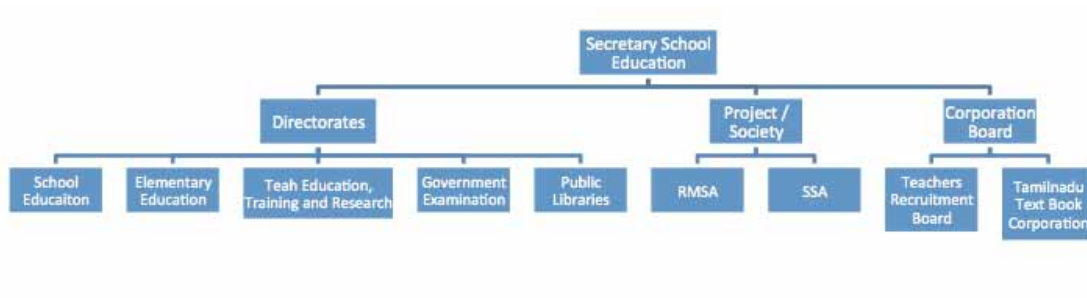 Secretary School
Education
Directorates
Project /
Society
Corporation
Board
School
Educaiton
Elementary
Education
Teah Education,
Training and Research
Government
Examination
Public
Libraries
RMSA
SSA
Teachers
Recruitment
Board
Tamilnadu
Text Book
Corporation